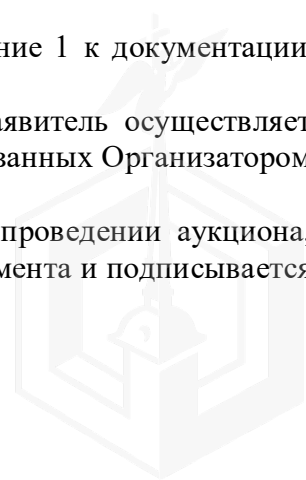 ние 1 к документации
явитель осуществляет
ванных Организатором
проведении аукциона,
мента и подписывается